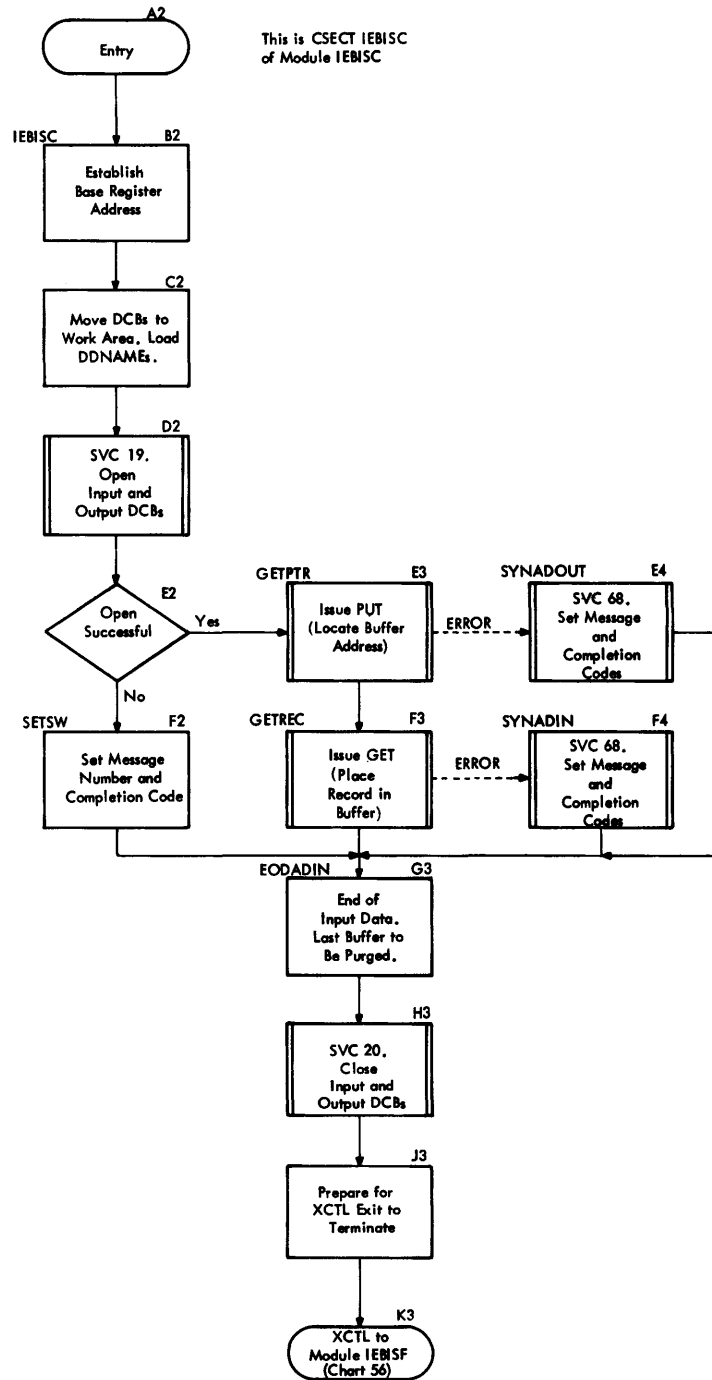 A2
Entry
This is CSECT IEBISC
of Module IEBISC
IEBISC
B2
Establish
Base Register
Address
C2
Move DCBs to
Work Area. Load
DDNAMEs.
D2
SVC 19.
Open
Input and
Output DCBs
E2
Open
Successful
Yes
No
GETPTR
E3
Issue PUT
(Locate Buffer
Address)
ERROR
SYNADOUT
E4
SVC 68.
Set Message
and
Completion
Codes
SETSW
F2
Set Message
Number and
Completion Code
GETREC
F3
Issue GET
(Place
Record in
Buffer)
ERROR
SYNADIN
F4
SVC 68.
Set Message
and
Completion
Codes
EODADIN
G3
End of
Input Data.
Last Buffer to
Be Purged.
H3
SVC 20.
Close
Input and
Output DCBs
J3
Prepare for
XCTL Exit to
Terminate
K3
XCTL to
Module IEBISF
(Chart 56)